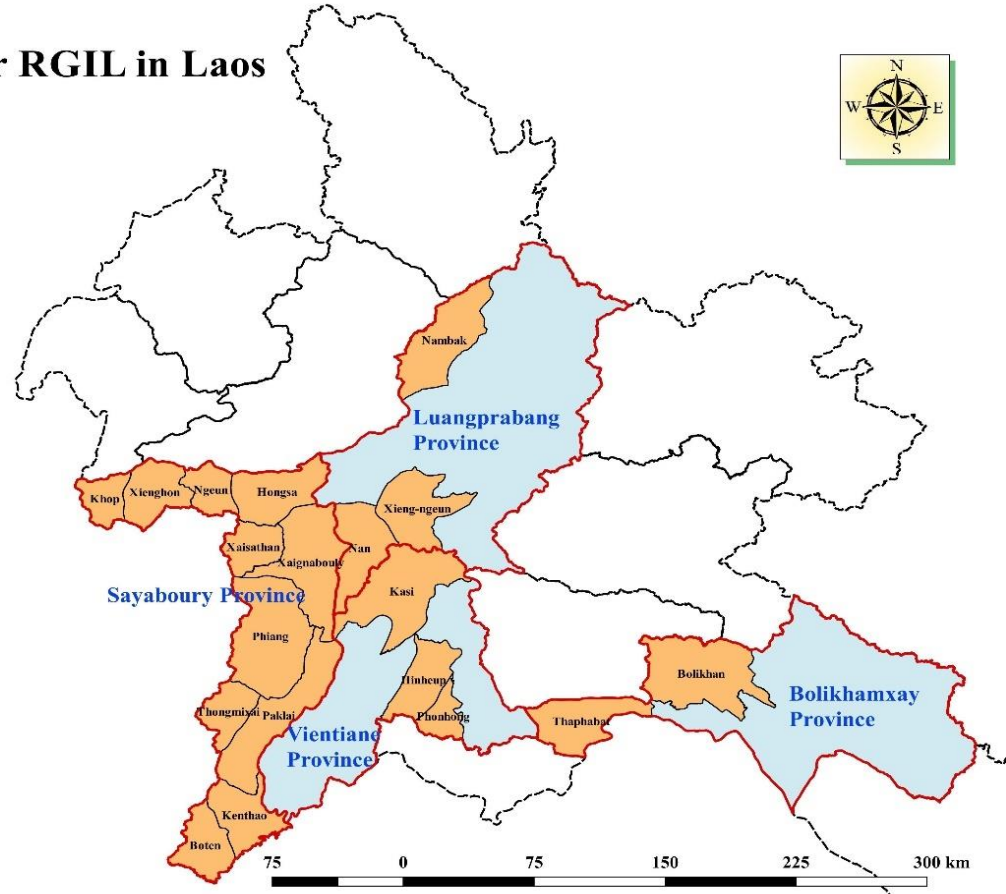 r RGIL in Laos
N
W E
S
Nambak
Luangprabang
Province
Khop
Xienghon
Ngeun
Hongsa
Xieng-ngeun
Xaisathan
Xaignabouly
Nan
Kasi
Sayaboury Province
Phiang
Bolikhan
Hinheup
Bolikhamxay
Province
Thongmixai
Paklai
Phonhong
Thaphabat
Vientiane
Province
Kenthao
Boten
75 0 75 150 225 300 km